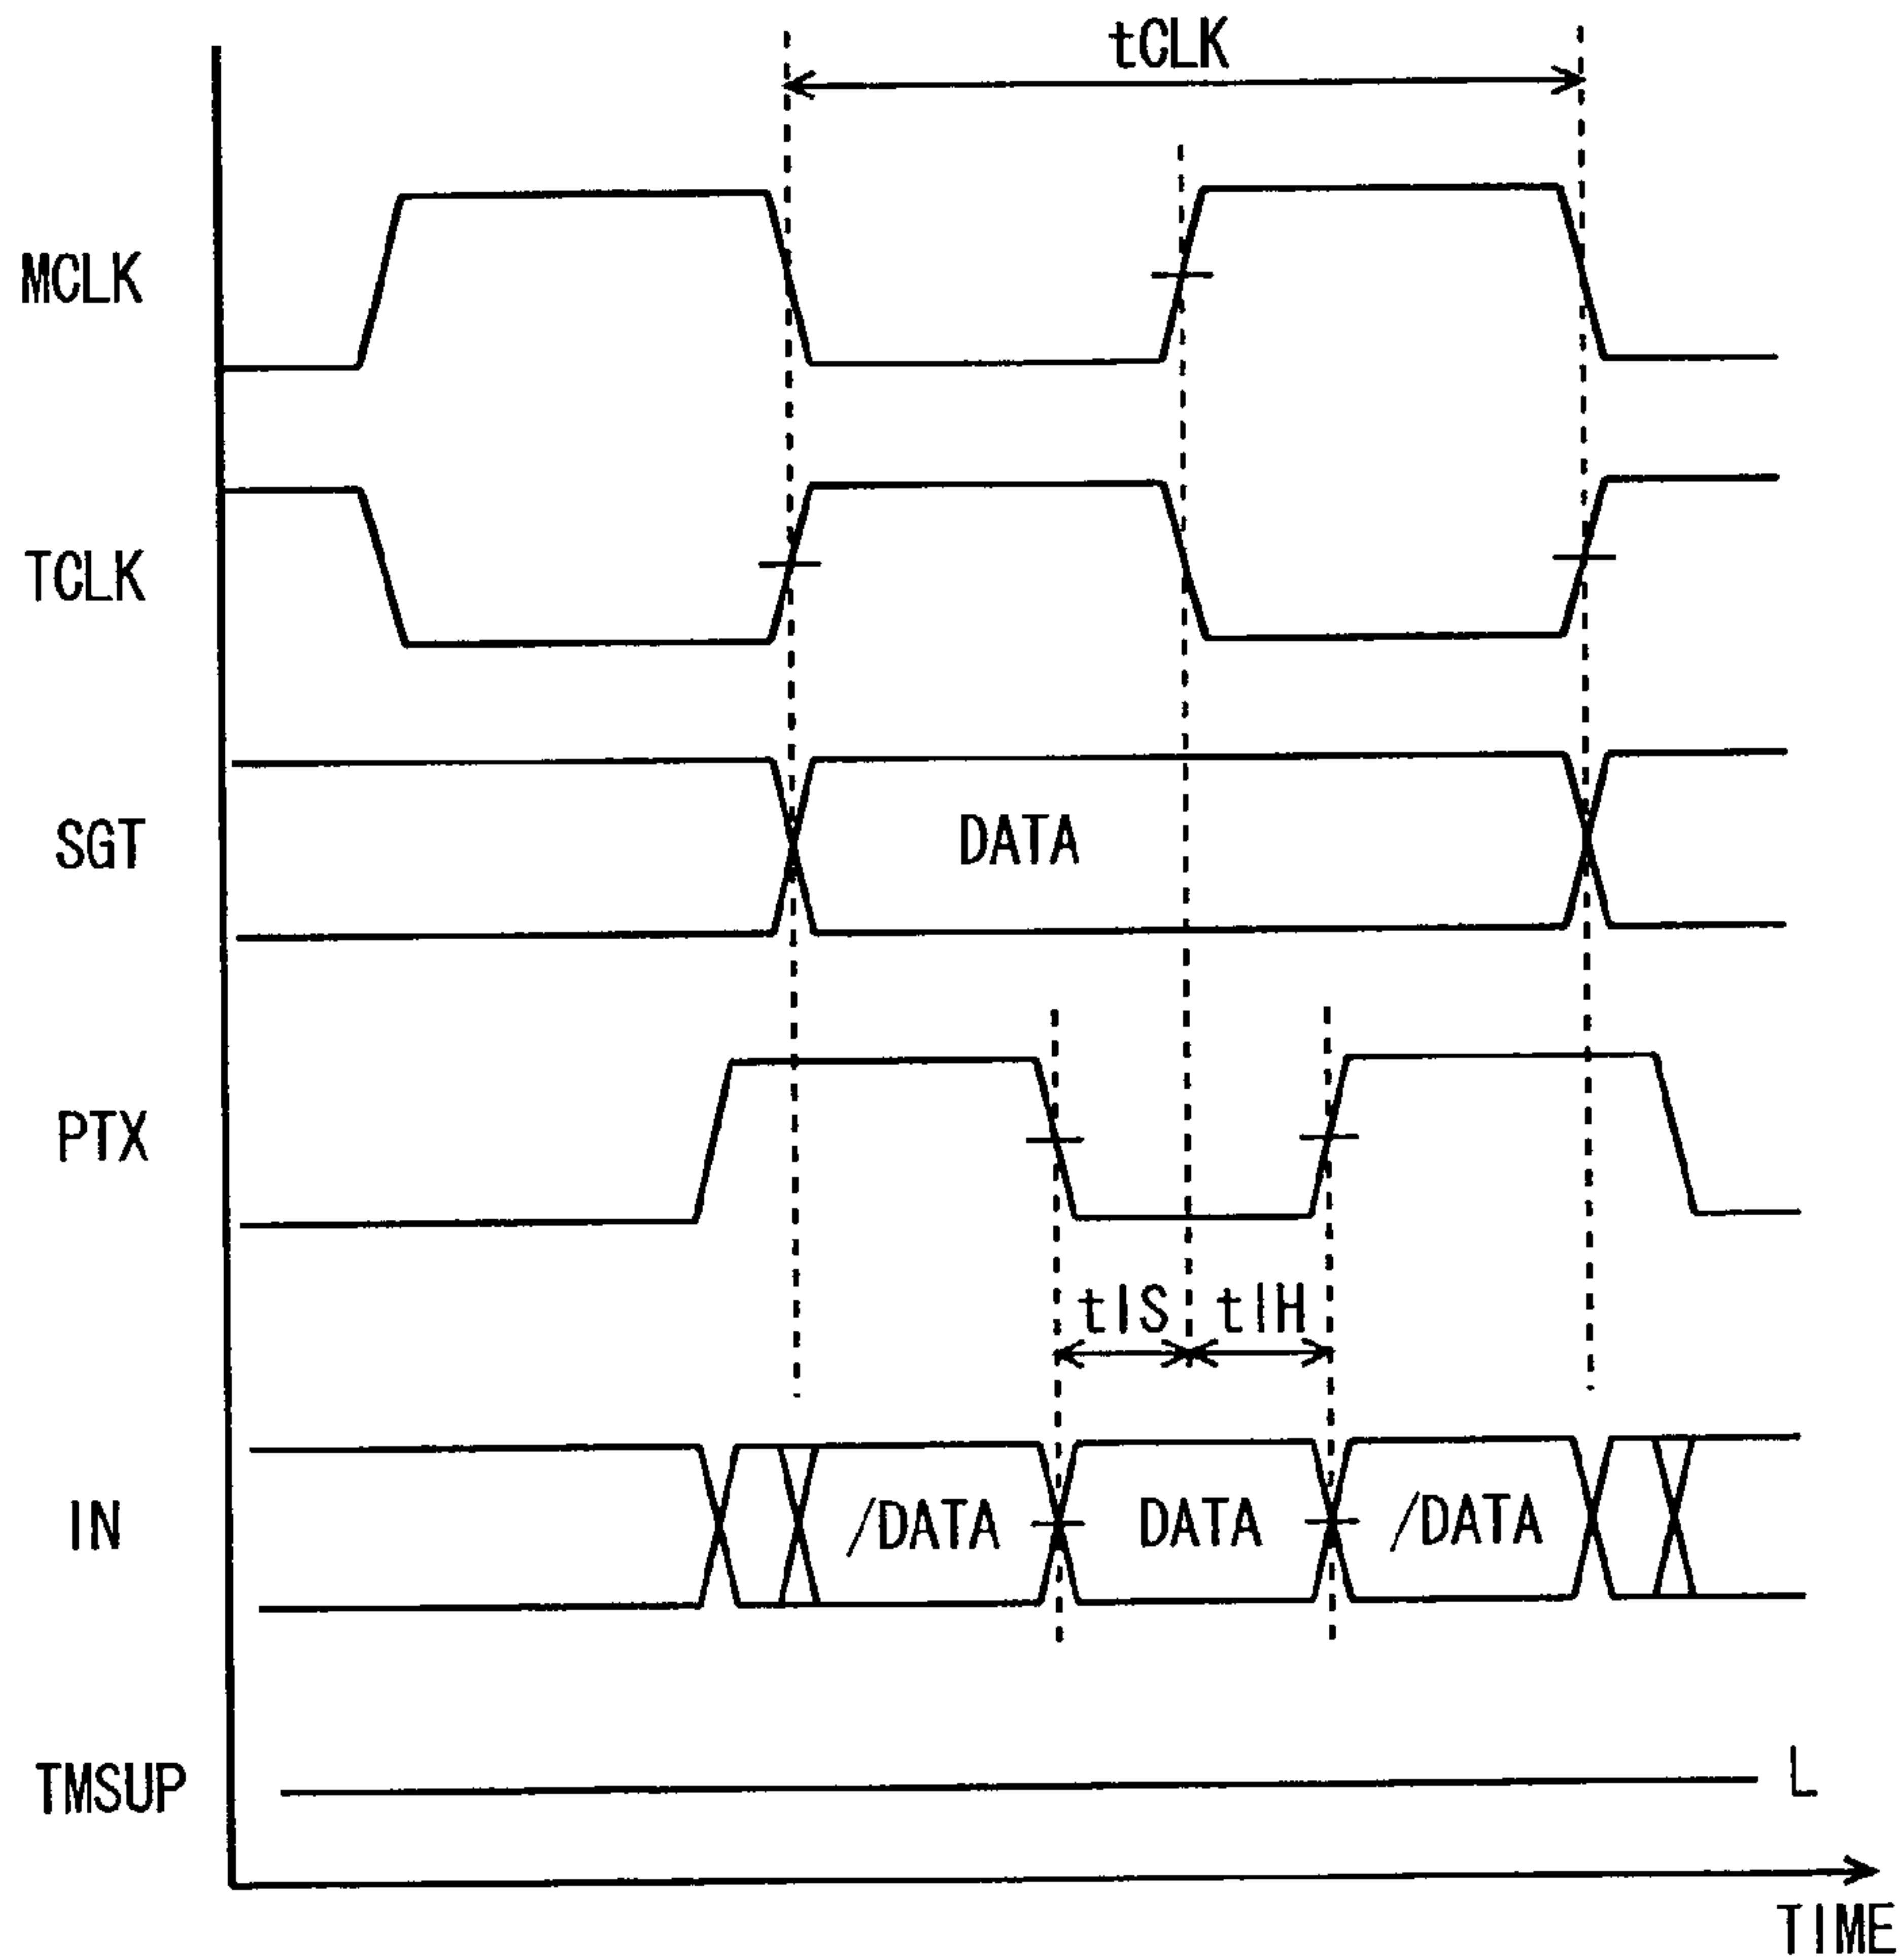 tCLK
MCLK
TCLK
SGT
DATA
PTX
tIS
tIH
IN
/DATA
DATA
/DATA
TMSUP
L
TIME